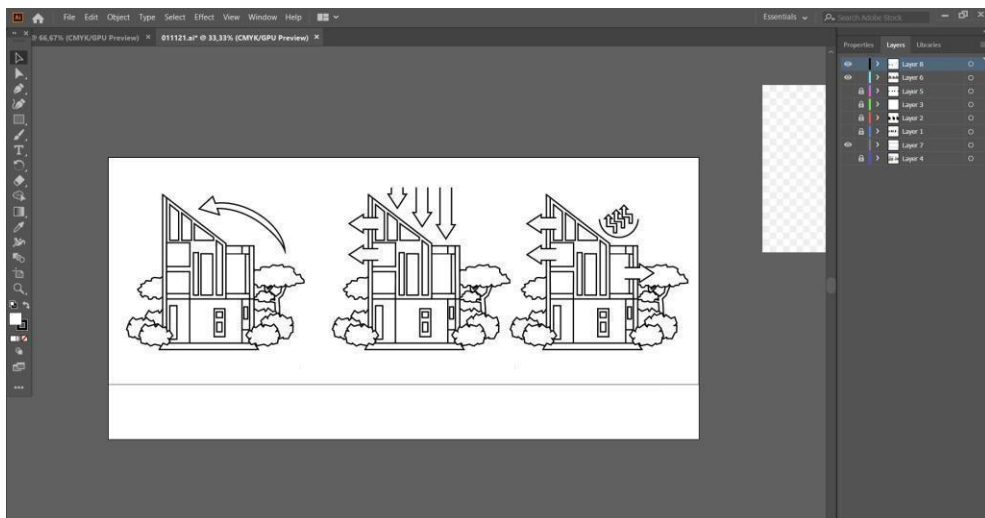 Ai File Edit Object Type Select Effect View Window Help Essentials Search Adobe Stock
@ 66,67% (CMYK/GPU Preview) × 011121.ai* @ 33,33% (CMYK/GPU Preview) ×
Properties Layers Libraries
Layer 8
Layer 6
Layer 5
Layer 3
Layer 2
Layer 1
Layer 7
Layer 4